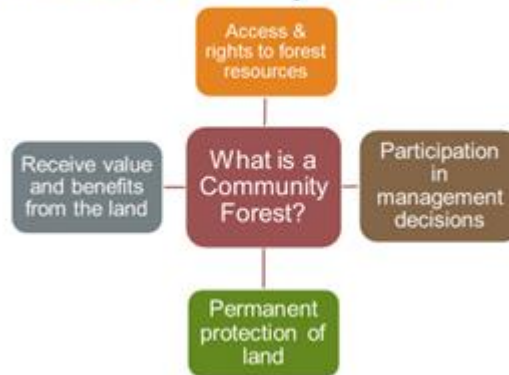 Access &
rights to forest
resources
Receive value
and benefits
from the land
What is a
Community
Forest?
Participation
in
management
decisions
Permanent
protection of
land